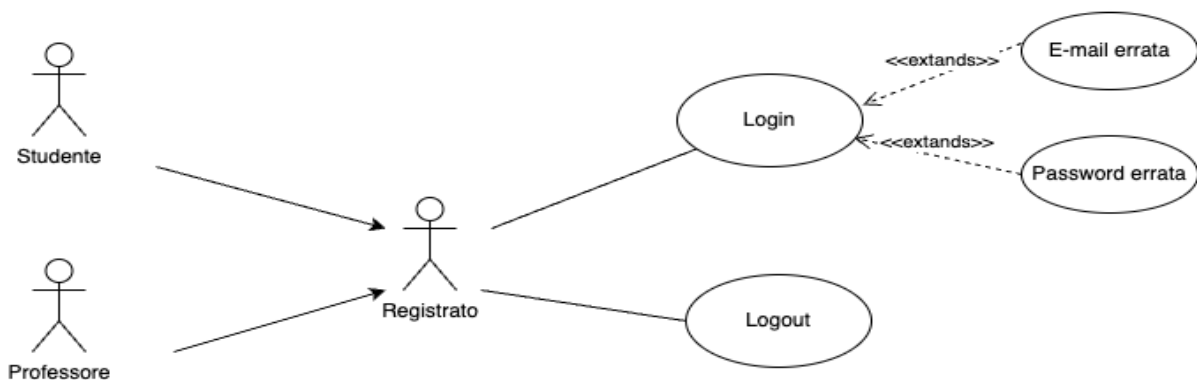 E-mail errata
<<extands>>
Login
<<extands>>
Studente
Password errata
Registrato
Logout
Professore